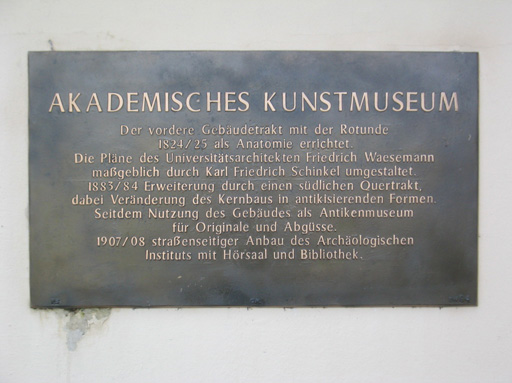 AKADEMISCHES KUNSTMUSEUM
Der vordere Gebäudetrakt mit der Rotunde
1824/25 als Anatomie errichtet.
Die Pläne des Universitätsarchitekten Friedrich Waesemann
maßgeblich durch Karl Friedrich Schinkel umgestaltet.
1883/84 Erweiterung durch einen südlichen Quertrakt,
dabei Veränderung des Kernbaus in antikisierenden Formen.
Seitdem Nutzung des Gebäudes als Antikenmuseum
für Originale und Abgüsse.
1907/08 straßenseitiger Anbau des Archäologischen
Instituts mit Hörsaal und Bibliothek.